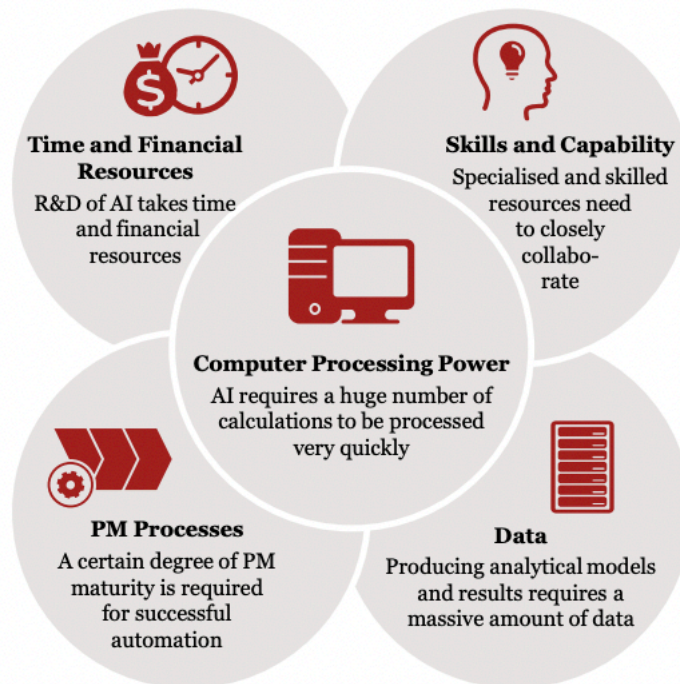 $
Time and Financial
Resources
R&D of AI takes time
and financial
resources
Skills and Capability
Specialised and skilled
resources need
to closely
collabo-
rate
Computer Processing Power
AI requires a huge number of
calculations to be processed
very quickly
PM Processes
A certain degree of PM
maturity is required
for successful
automation
Data
Producing analytical models
and results requires a
massive amount of data